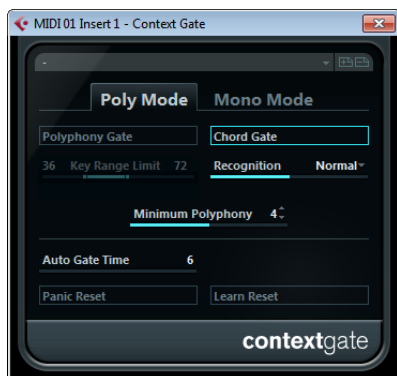 MIDI 01 Insert 1 - Context Gate
-
Poly Mode Mono Mode
Polyphony Gate Chord Gate
36 Key Range Limit 72 Recognition Normal
Minimum Polyphony 4
Auto Gate Time 6
Panic Reset Learn Reset
contextgate